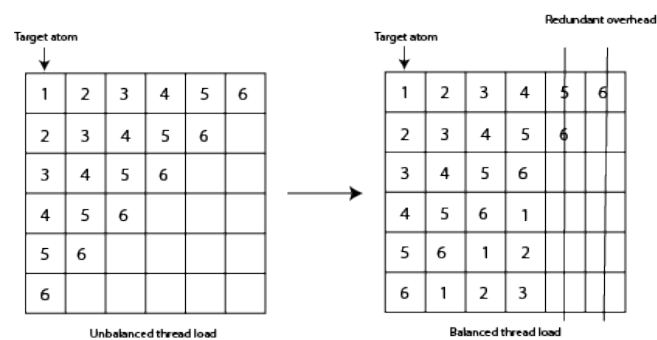 Redundant overhead
Target atom
Target atom
1 2 3 4 5 6
2 3 4 5 6
3 4 5 6
4 5 6
5 6
6
1 2 3 4 5 6
2 3 4 5 6
3 4 5 6
4 5 6 1
5 6 1 2
6 1 2 3
Unbalanced thread load
Balanced thread load